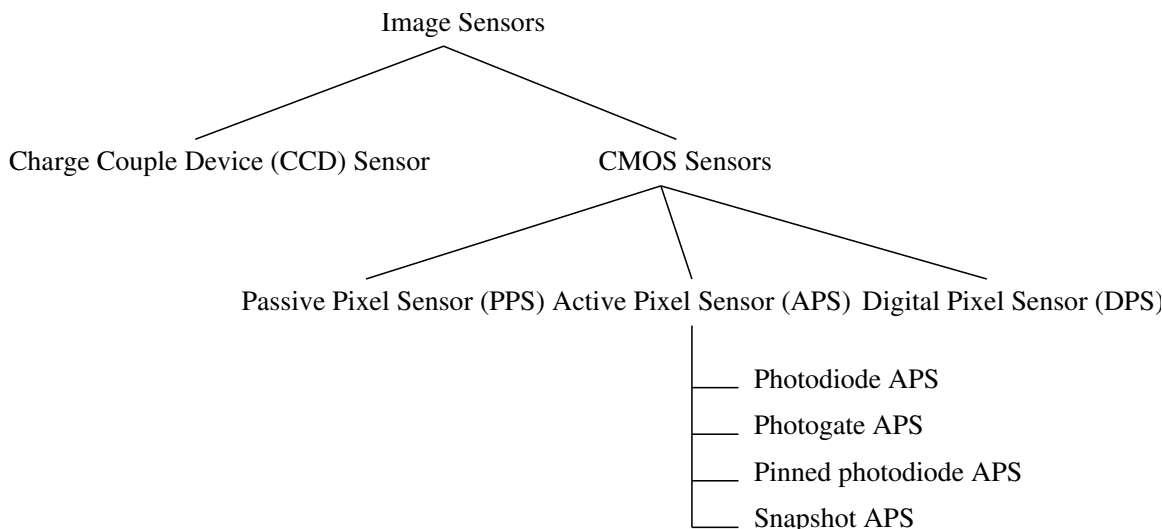 Image Sensors
Charge Couple Device (CCD) Sensor
CMOS Sensors
Passive Pixel Sensor (PPS)
Active Pixel Sensor (APS)
Digital Pixel Sensor (DPS)
Photodiode APS
Photogate APS
Pinned photodiode APS
Snapshot APS